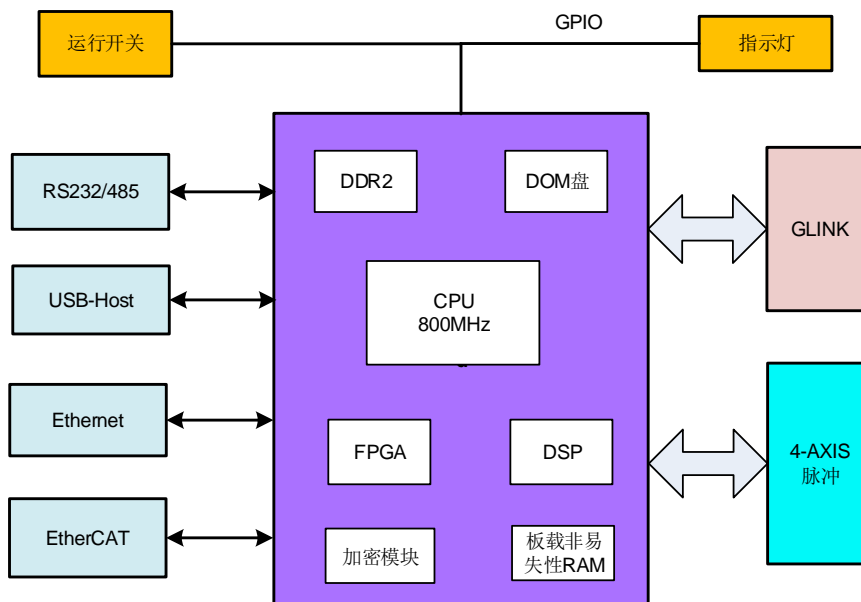 运行开关
GPIO
指示灯
RS232/485
DDR2
DOM盘
GLINK
USB-Host
CPU
800MHz
Ethernet
FPGA
DSP
4-AXIS
脉冲
EtherCAT
加密模块
板载非易
失性RAM